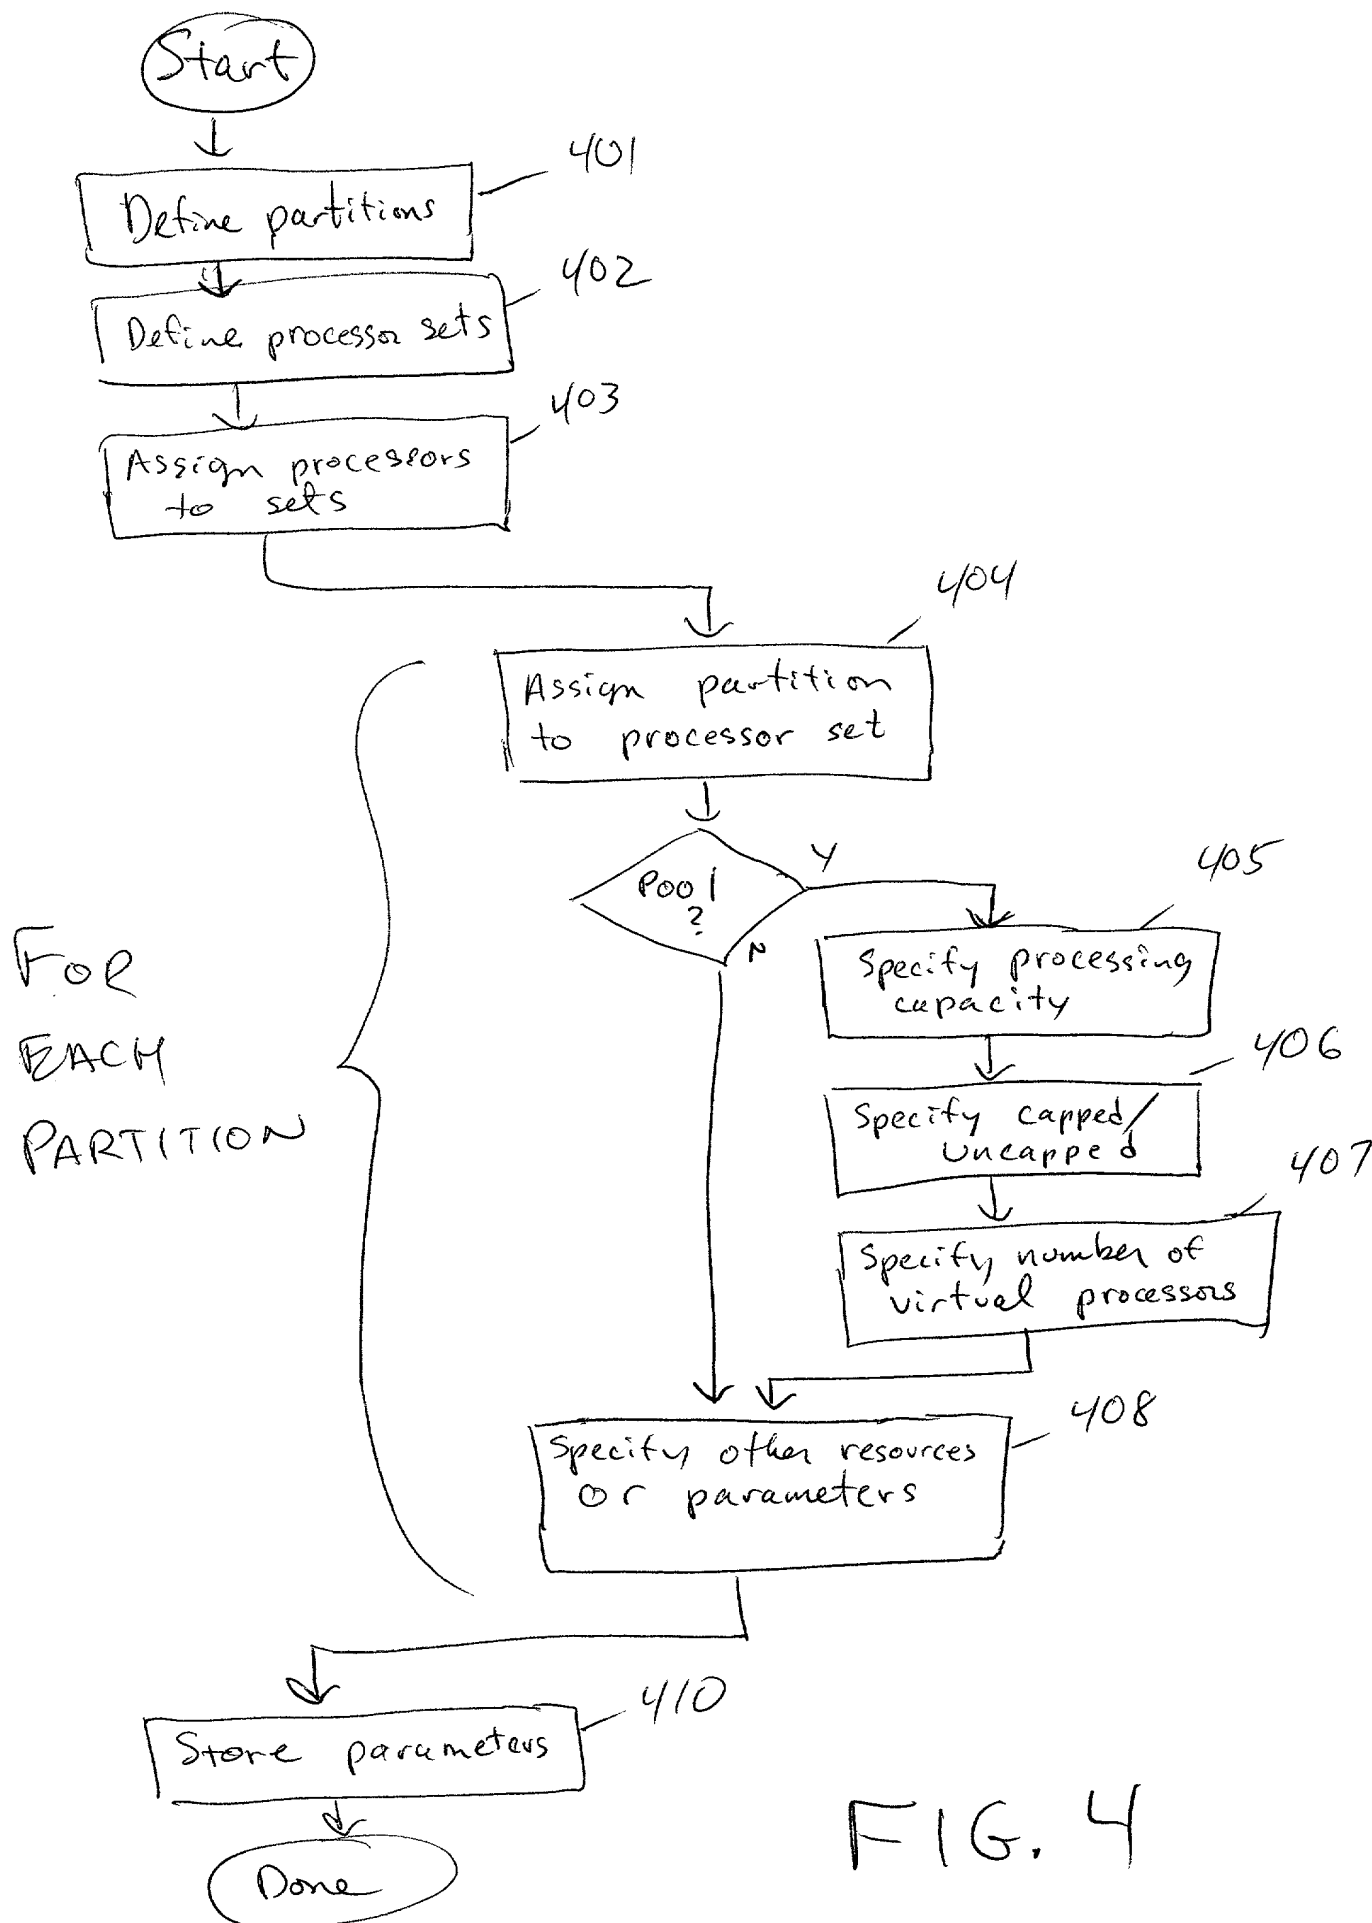 Start
401
Define partitions
402
Define processor sets
403
Assign processors
to sets
404
Assign partition
to processor set
Pool
?
Y
N
405
Specify processing
capacity
406
Specify capped/
uncapped
407
Specify number of
virtual processors
FOR
EACH
PARTITION
408
Specify other resources
or parameters
410
Store parameters
Done
FIG. 4